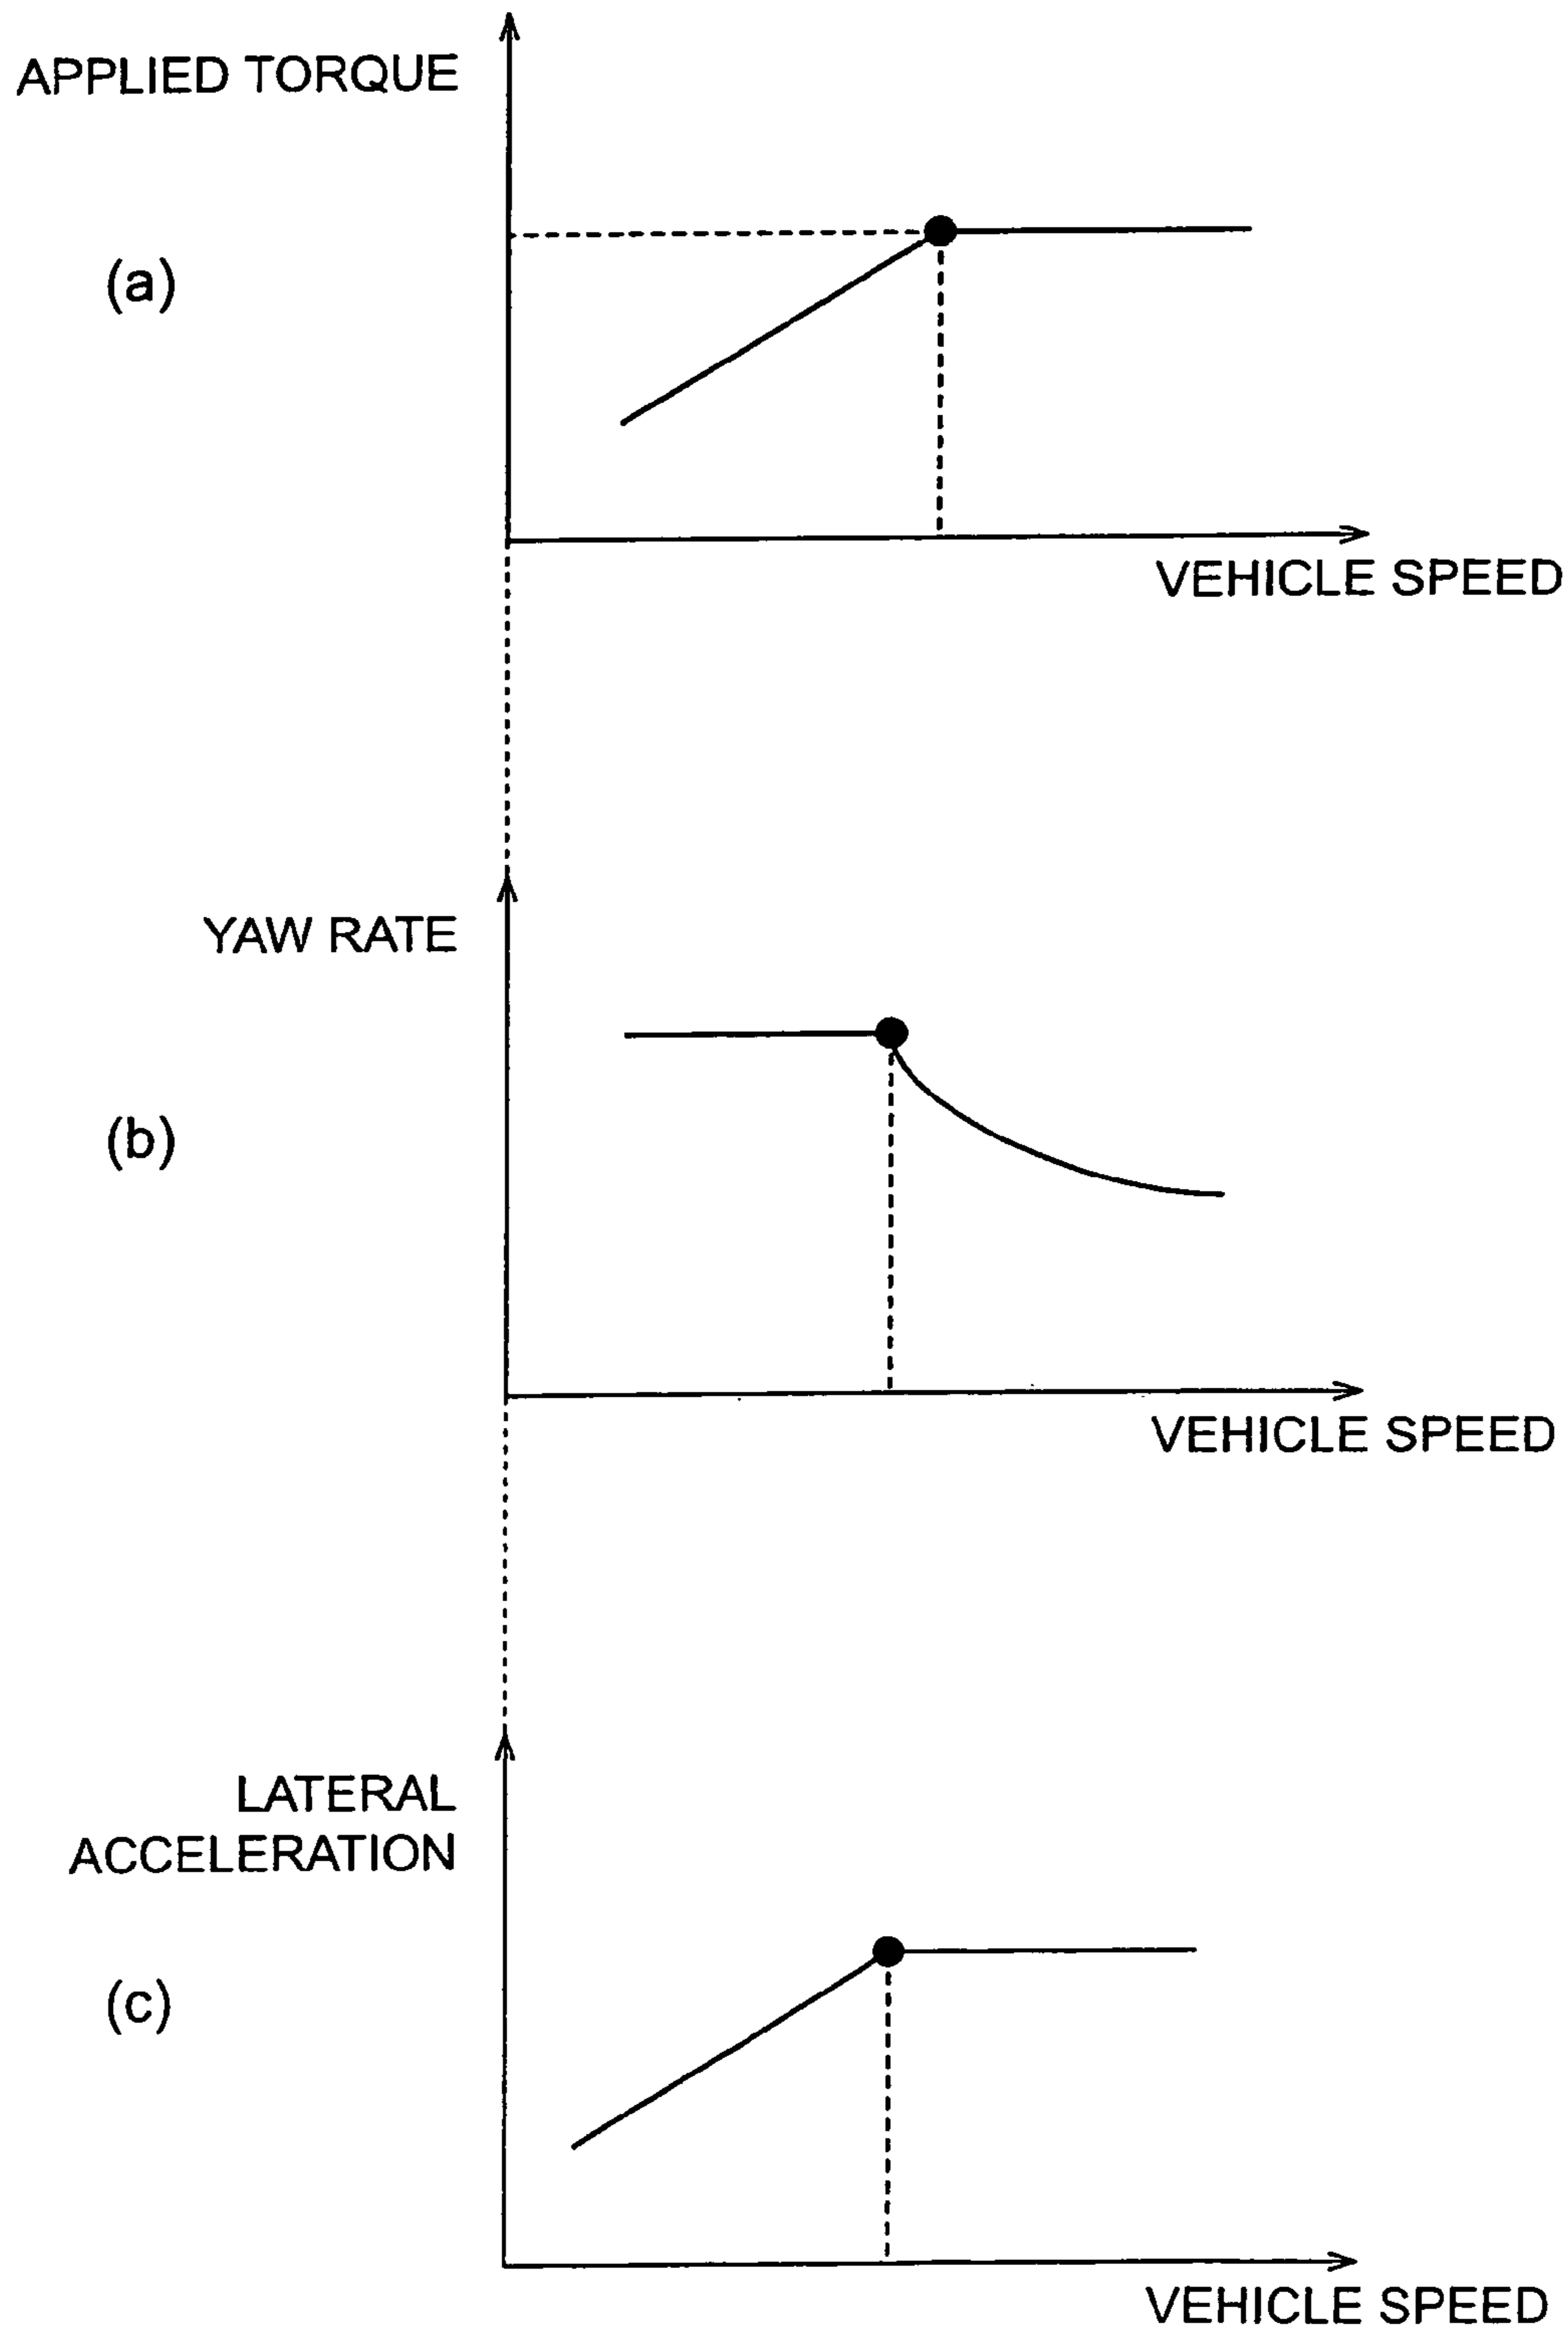 APPLIED TORQUE
(a)
VEHICLE SPEED
YAW RATE
(b)
VEHICLE SPEED
LATERAL
ACCELERATION
(c)
VEHICLE SPEED